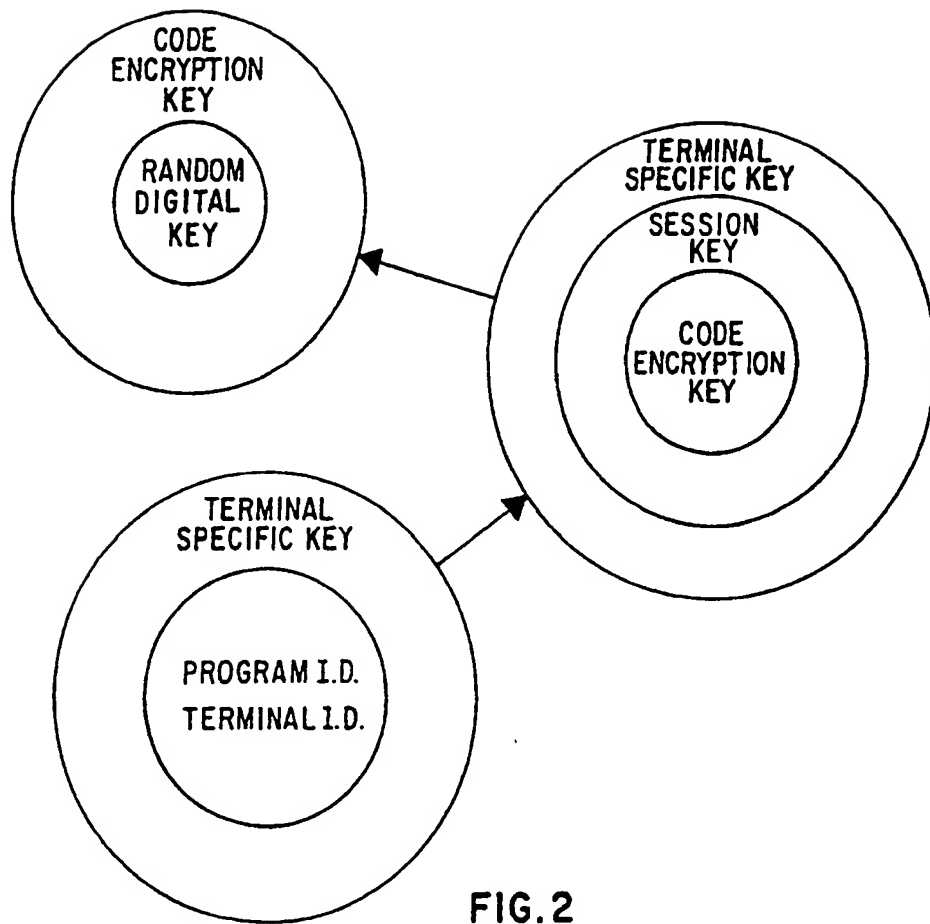 CODE
ENCRYPTION
KEY
RANDOM
DIGITAL
KEY
TERMINAL
SPECIFIC KEY
SESSION
KEY
CODE
ENCRYPTION
KEY
TERMINAL
SPECIFIC KEY
PROGRAM I.D.
TERMINAL I.D.
FIG. 2